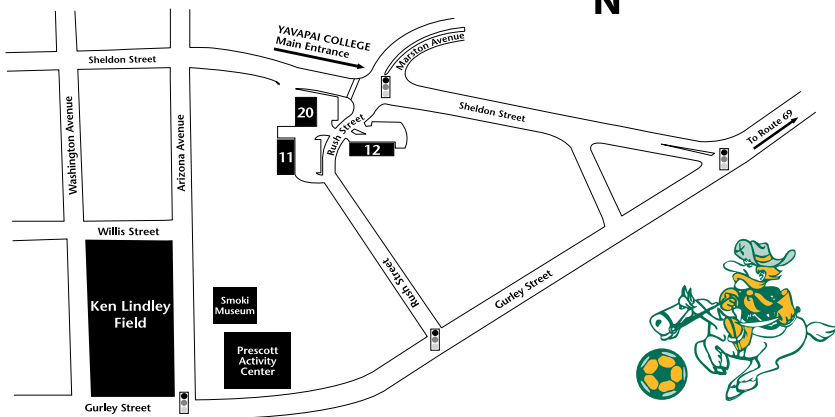 N
YAVAPAI COLLEGE
Main Entrance
Marston Avenue
Sheldon Street
Sheldon Street
To Route 69
20
Rush Street
11
12
Washington Avenue
Arizona Avenue
Willis Street
Ken Lindley
Field
Smoki
Museum
Rush Street
Gurley Street
Prescott
Activity
Center
Gurley Street